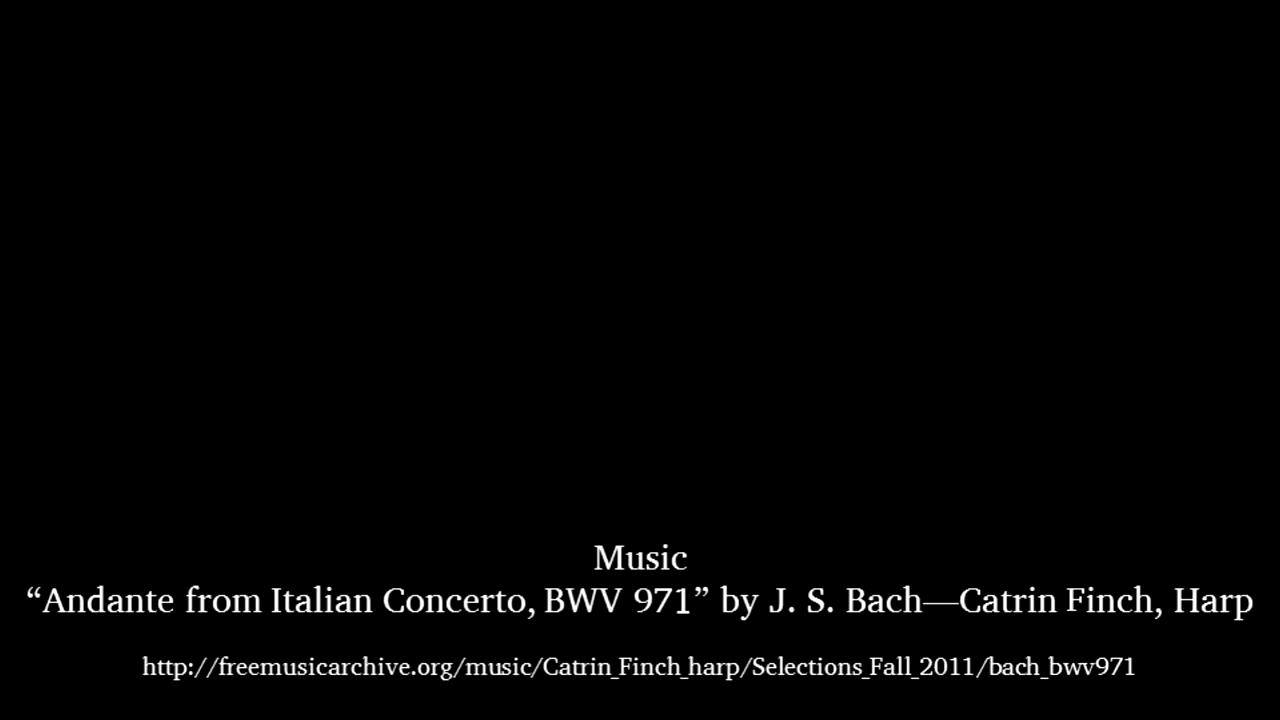 Music
“Andante from Italian Concerto, BWV 971” by J. S. Bach—Catrin Finch, Harp
http://freemusicarchive.org/music/Catrin_Finch_harp/Selections_Fall_2011/bach_bwv971